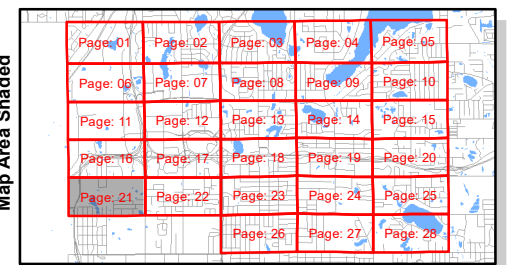 Map Area Shaded
Page: 01 Page: 02 Page: 03 Page: 04 Page: 05
Page: 06 Page: 07 Page: 08 Page: 09 Page: 10
Page: 11 Page: 12 Page: 13 Page: 14 Page: 15
Page: 16 Page: 17 Page: 18 Page: 19 Page: 20
Page: 21 Page: 22 Page: 23 Page: 24 Page: 25
Page: 26 Page: 27 Page: 28